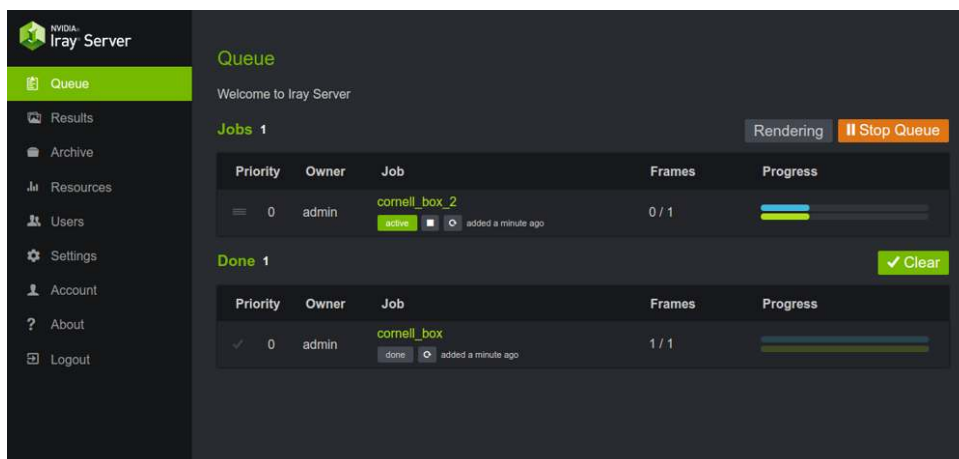 NVIDIA.
Iray Server
Queue
Results
Archive
Resources
Users
Settings
Account
? About
Logout
Queue
Welcome to Iray Server
Jobs 1
Rendering
Stop Queue
Priority Owner Job Frames Progress
0 admin cornell_box_2 0 / 1
active added a minute ago
Done 1
Clear
Priority Owner Job Frames Progress
0 admin cornell_box 1 / 1
done added a minute ago